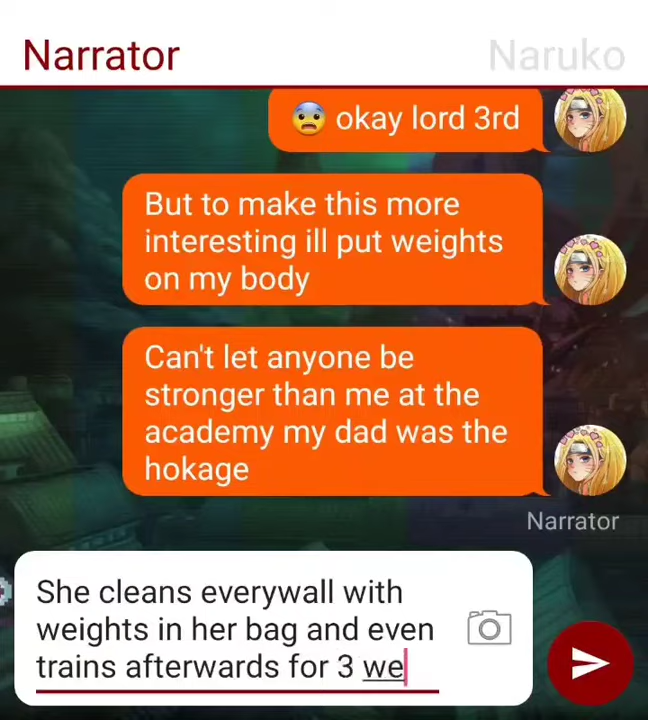 Narrator
Naruko
😨 okay lord 3rd
But to make this more
interesting ill put weights
on my body
Can't let anyone be
stronger than me at the
academy my dad was the
hokage
Narrator
She cleans everywall with
weights in her bag and even
trains afterwards for 3 we